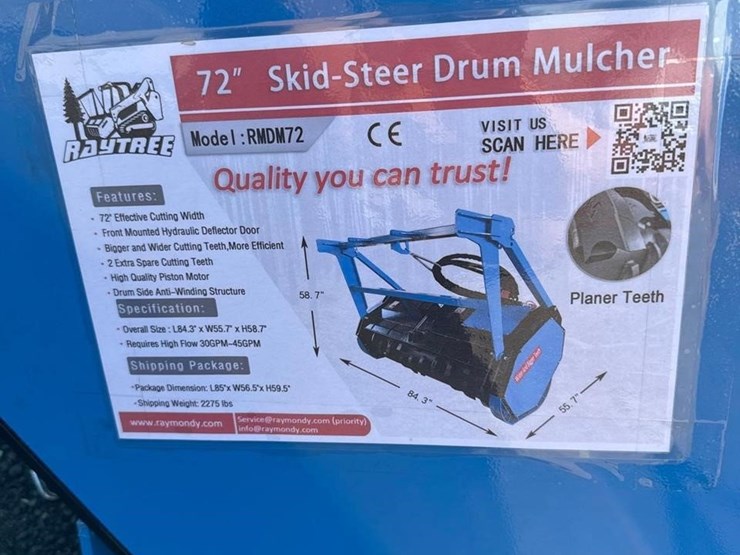 72" Skid-Steer Drum Mulcher
RAYTREE
Model:RMDM72
CE
VISIT US
SCAN HERE
Quality you can trust!
Features:
- 72" Effective Cutting Width
- Front Mounted Hydraulic Deflector Door
- Bigger and Wider Cutting Teeth,More Efficient
- 2 Extra Spare Cutting Teeth
- High Quality Piston Motor
- Drum Side Anti-Winding Structure
Specification:
- Overall Size : L84.3" x W55.7" x H58.7"
- Requires High Flow 30GPM-45GPM
Shipping Package:
-Package Dimension: L85"x W56.5"x H59.5"
-Shipping Weight: 2275 lbs
www.raymondy.com
Service@raymondy.com (priority)
info@raymondy.com
58.7"
84.3"
55.7"
Planer Teeth